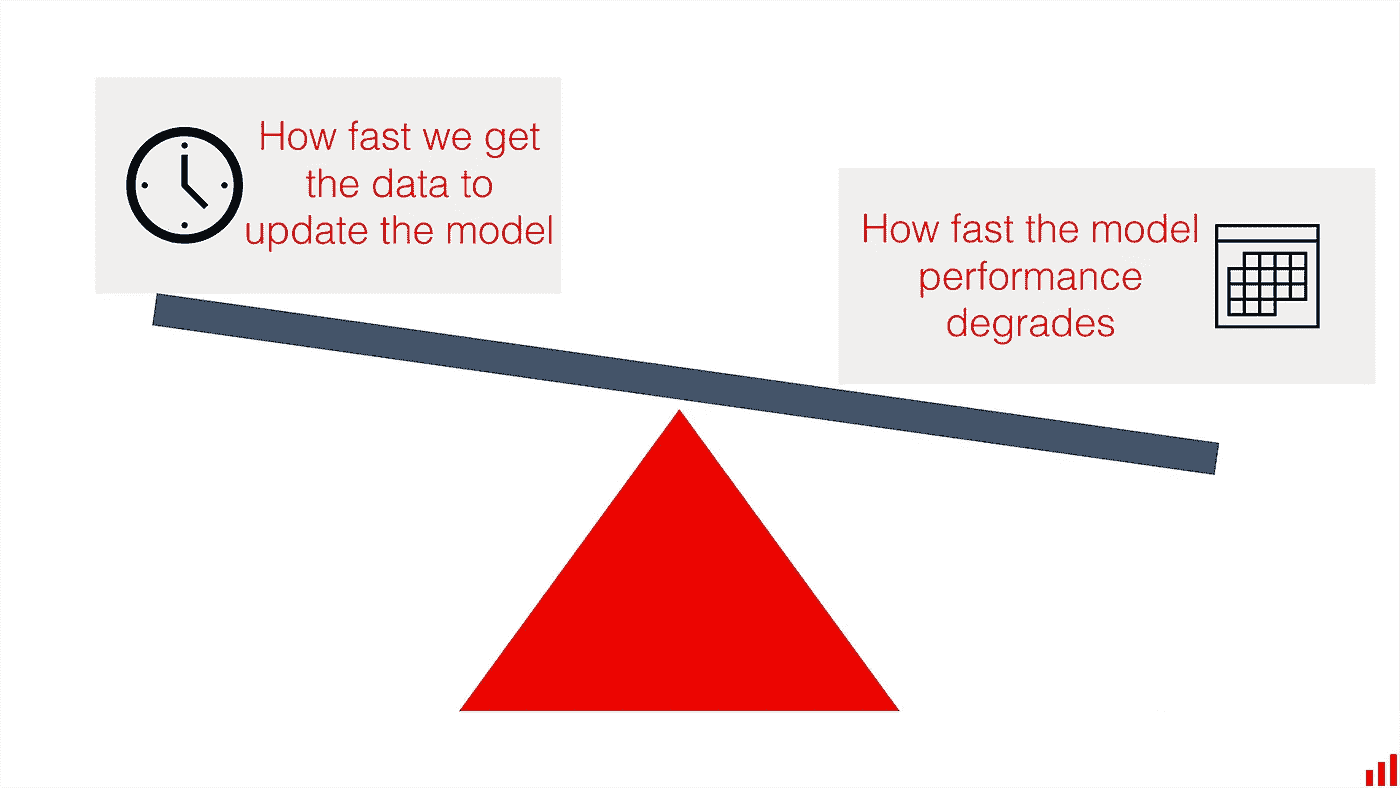 How fast we get
the data to
update the model
How fast the model
performance
degrades